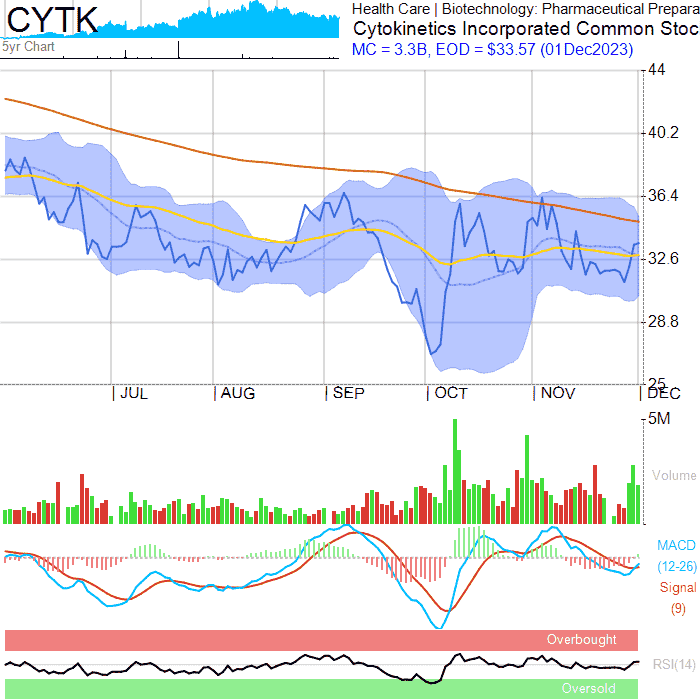 CYTK
5yr Chart
Health Care | Biotechnology: Pharmaceutical Prepara
Cytokinetics Incorporated Common Stoc
MC = 3.3B, EOD = $33.57 (01Dec2023)
44
40.2
36.4
32.6
28.8
25
JUL
AUG
SEP
OCT
NOV
DEC
5M
Volume
MACD
(12-26)
Signal
(9)
Overbought
RSI(14)
Oversold